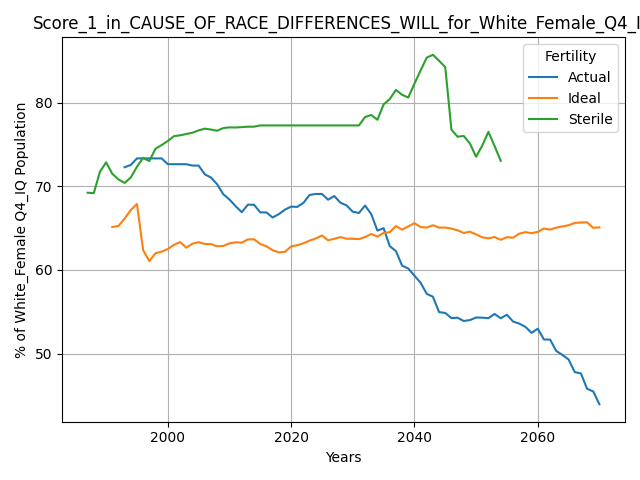 Score_1_in_CAUSE_OF_RACE_DIFFERENCES_WILL_for_White_Female_Q4_I
Fertility
Actual
Ideal
Sterile
% of White_Female Q4_IQ Population
80
70
60
50
2000
2020
2040
2060
Years